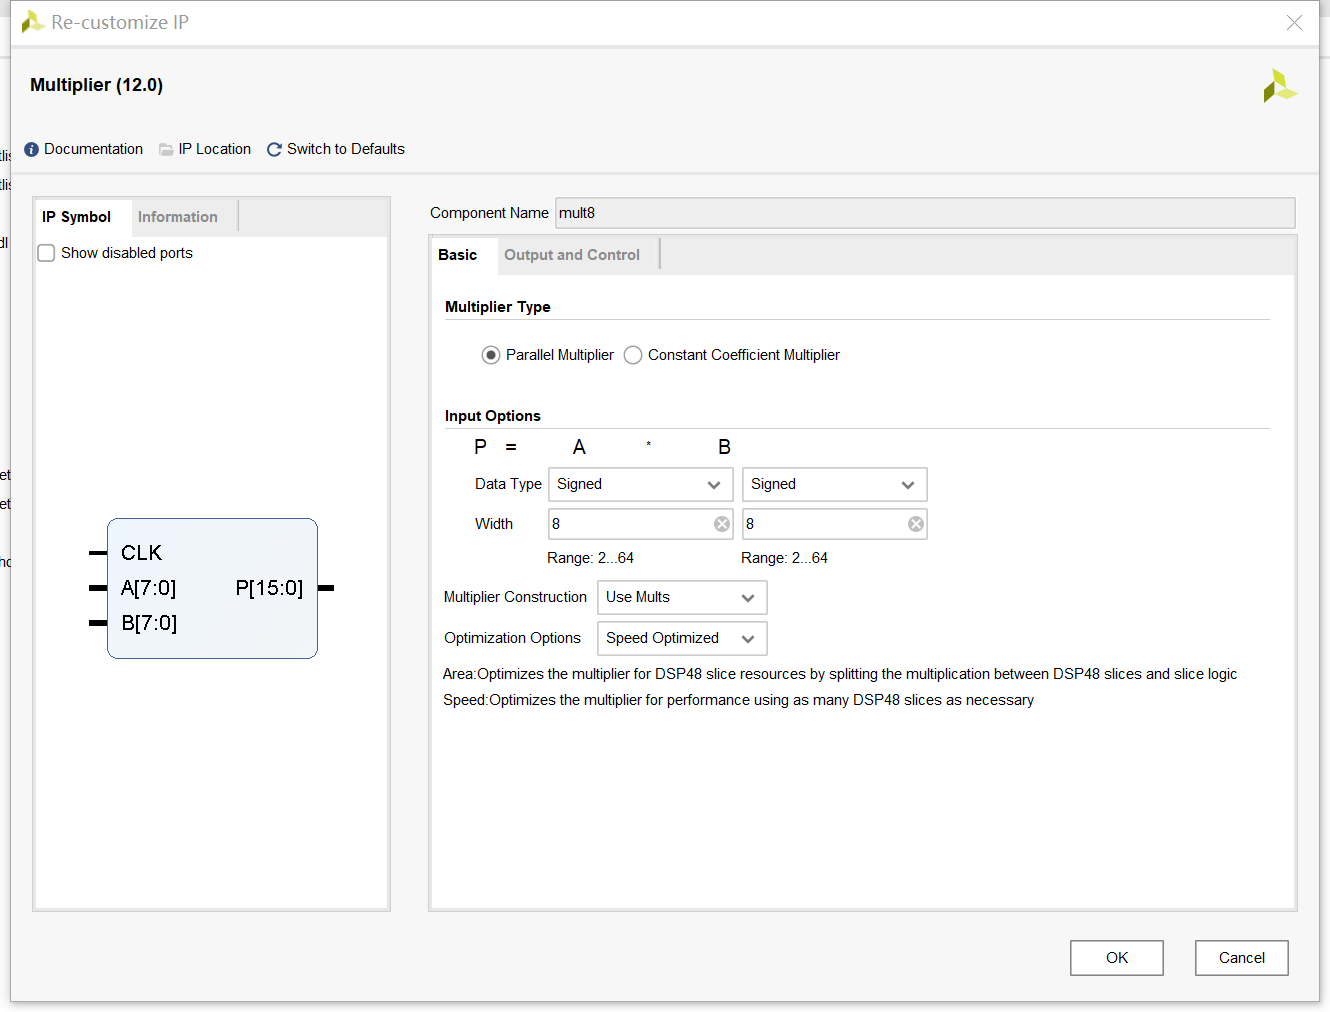 Re-customize IP
Multiplier (12.0)
Documentation IP Location Switch to Defaults
IP Symbol Information
Show disabled ports
CLK
A[7:0] P[15:0]
B[7:0]
Component Name mult8
Basic Output and Control
Multiplier Type
Parallel Multiplier Constant Coefficient Multiplier
Input Options
P = A * B
Data Type Signed Signed
Width 8 8
Range: 2...64 Range: 2...64
Multiplier Construction Use Mults
Optimization Options Speed Optimized
Area:Optimizes the multiplier for DSP48 slice resources by splitting the multiplication between DSP48 slices and slice logic
Speed:Optimizes the multiplier for performance using as many DSP48 slices as necessary
OK Cancel